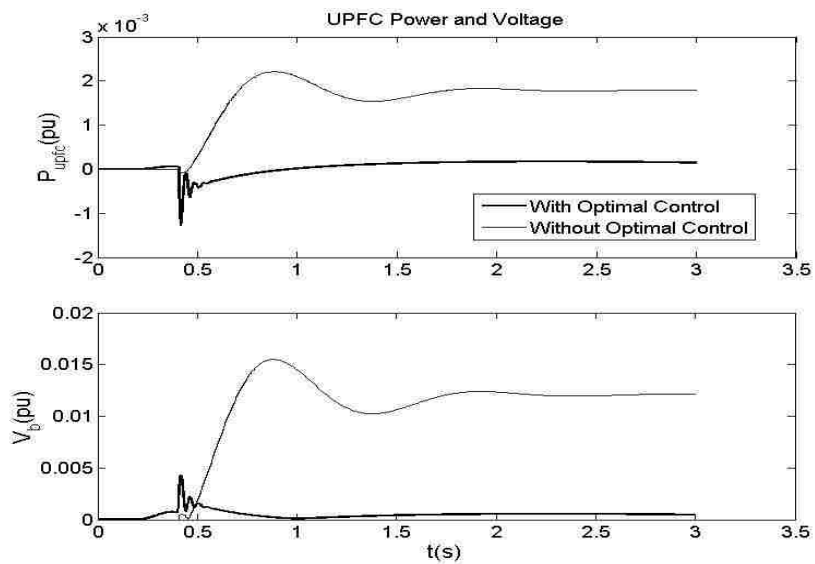 UPFC Power and Voltage
x 10^-3
3
2
1
0
-1
-2
P_upfc(pu)
With Optimal Control
Without Optimal Control
0 0.5 1 1.5 2 2.5 3 3.5
0.02
0.015
0.01
0.005
0
V_b(pu)
0 0.5 1 1.5 2 2.5 3 3.5
t(s)